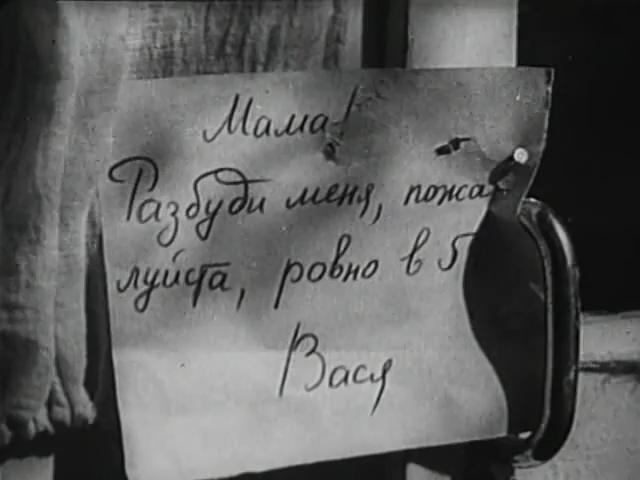 Мама!
Разбуди меня, пожа-
луйста, ровно в 5
Вася